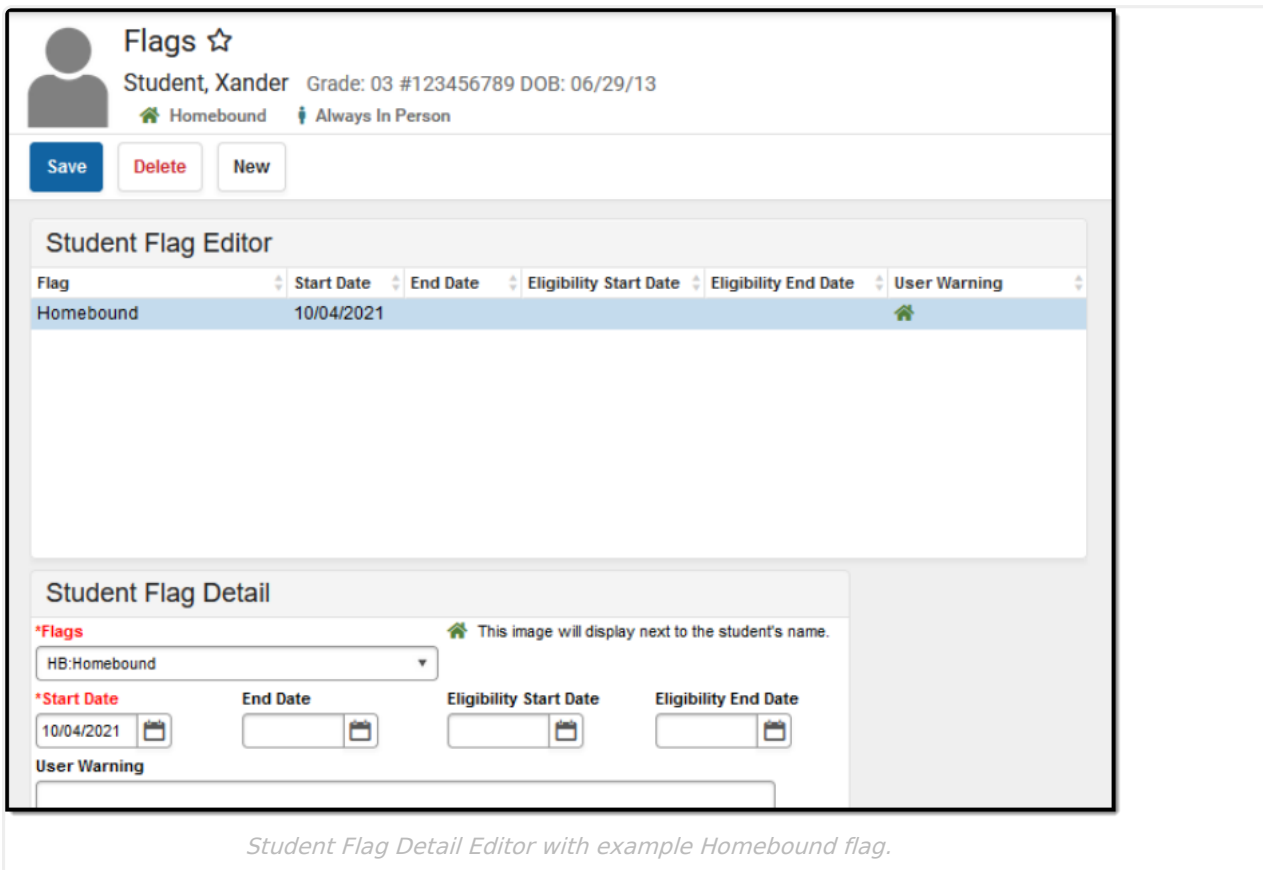 Flags
Student, Xander Grade: 03 #123456789 DOB: 06/29/13
Homebound Always In Person
Save Delete New
Student Flag Editor
Flag Start Date End Date Eligibility Start Date Eligibility End Date User Warning
Homebound 10/04/2021
Student Flag Detail
*Flags This image will display next to the student's name.
HB:Homebound
*Start Date End Date Eligibility Start Date Eligibility End Date
10/04/2021
User Warning
Student Flag Detail Editor with example Homebound flag.